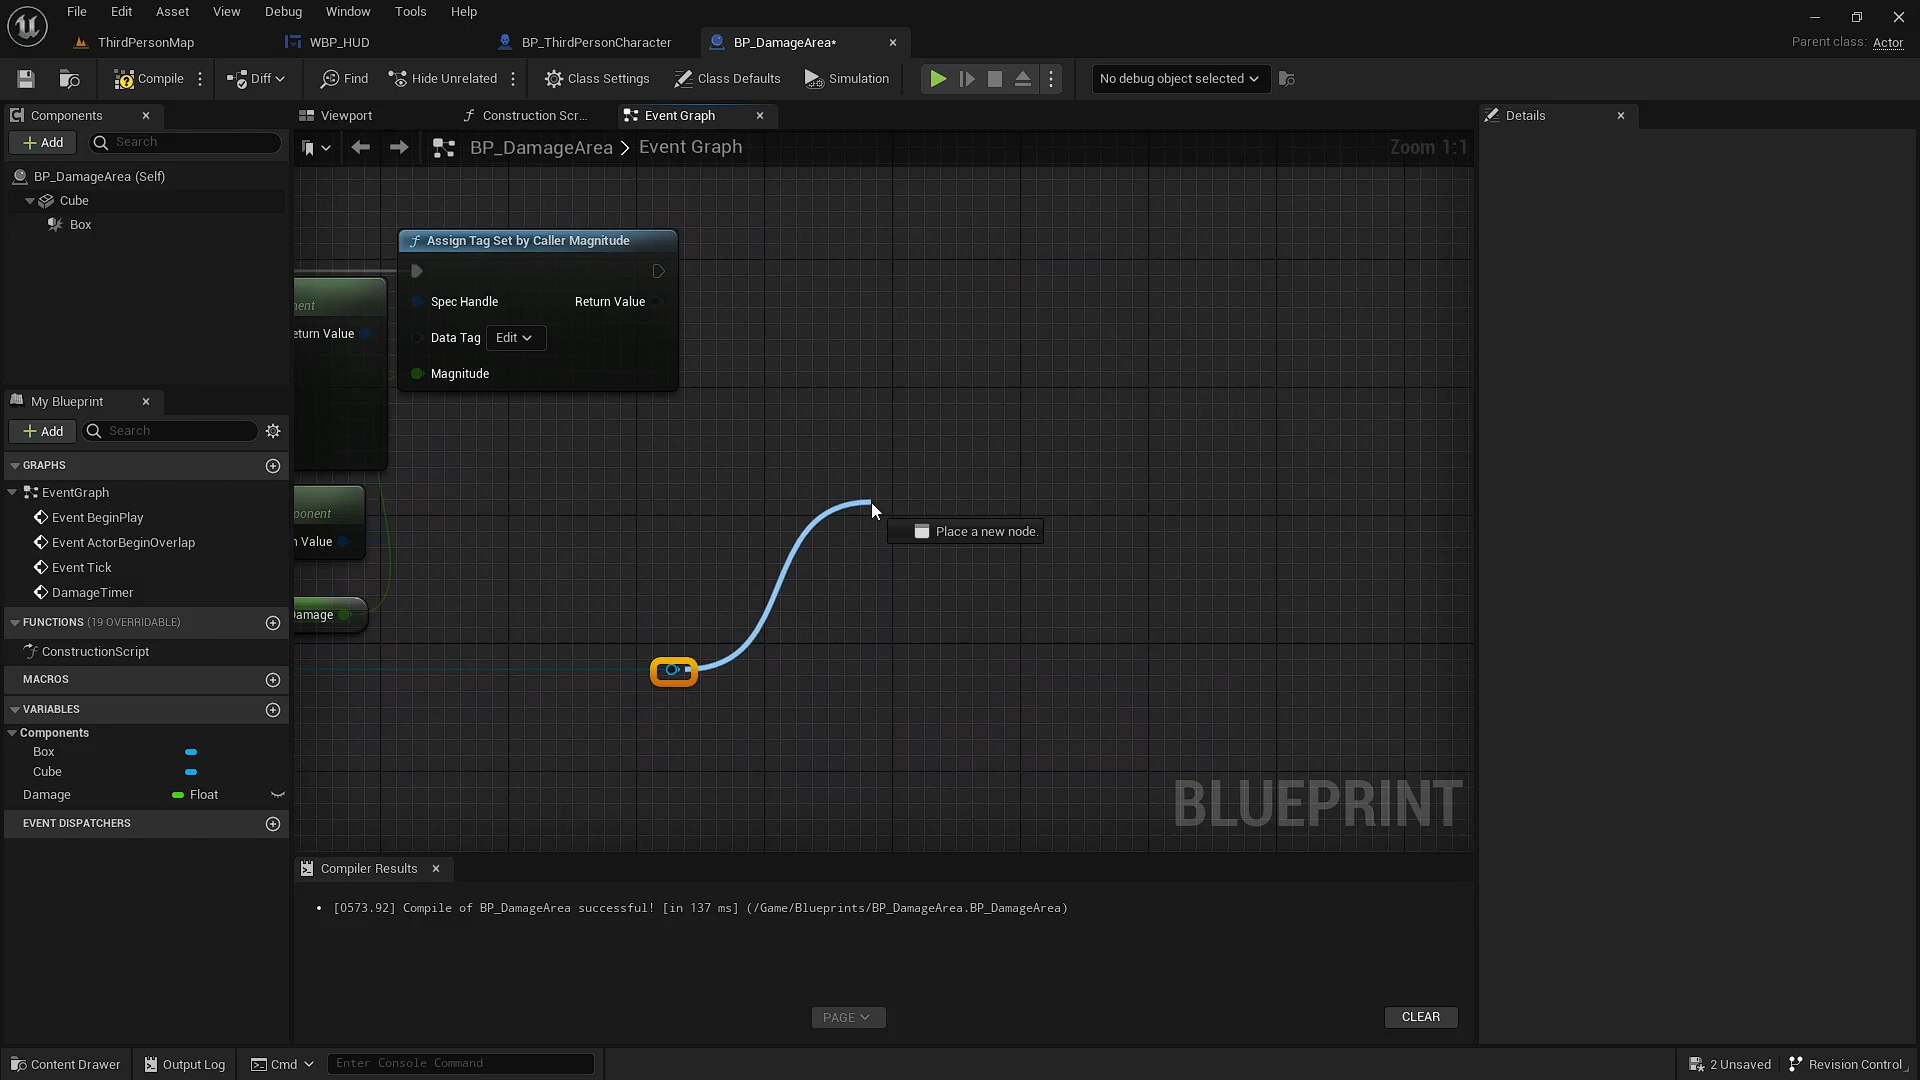 File Edit Asset View Debug Window Tools Help
ThirdPersonMap WBP_HUD BP_ThirdPersonCharacter BP_DamageArea*
Parent class: Actor
Compile Diff Find Hide Unrelated Class Settings Class Defaults Simulation No debug object selected
Components
Add Search
BP_DamageArea (Self)
Cube
Box
My Blueprint
Add Search
GRAPHS
EventGraph
Event BeginPlay
Event ActorBeginOverlap
Event Tick
DamageTimer
FUNCTIONS (19 OVERRIDABLE)
ConstructionScript
MACROS
VARIABLES
Components
Box
Cube
Damage Float
EVENT DISPATCHERS
Viewport Construction Scr... Event Graph
BP_DamageArea > Event Graph
Zoom 1:1
Assign Tag Set by Caller Magnitude
Spec Handle Return Value
Data Tag Edit
Magnitude
nent
eturn Value
ponent
n Value
amage
Place a new node.
BLUEPRINT
Compiler Results
[0573.92] Compile of BP_DamageArea successful! [in 137 ms] (/Game/Blueprints/BP_DamageArea.BP_DamageArea)
PAGE
CLEAR
Details
Content Drawer Output Log Cmd Enter Console Command
2 Unsaved Revision Control